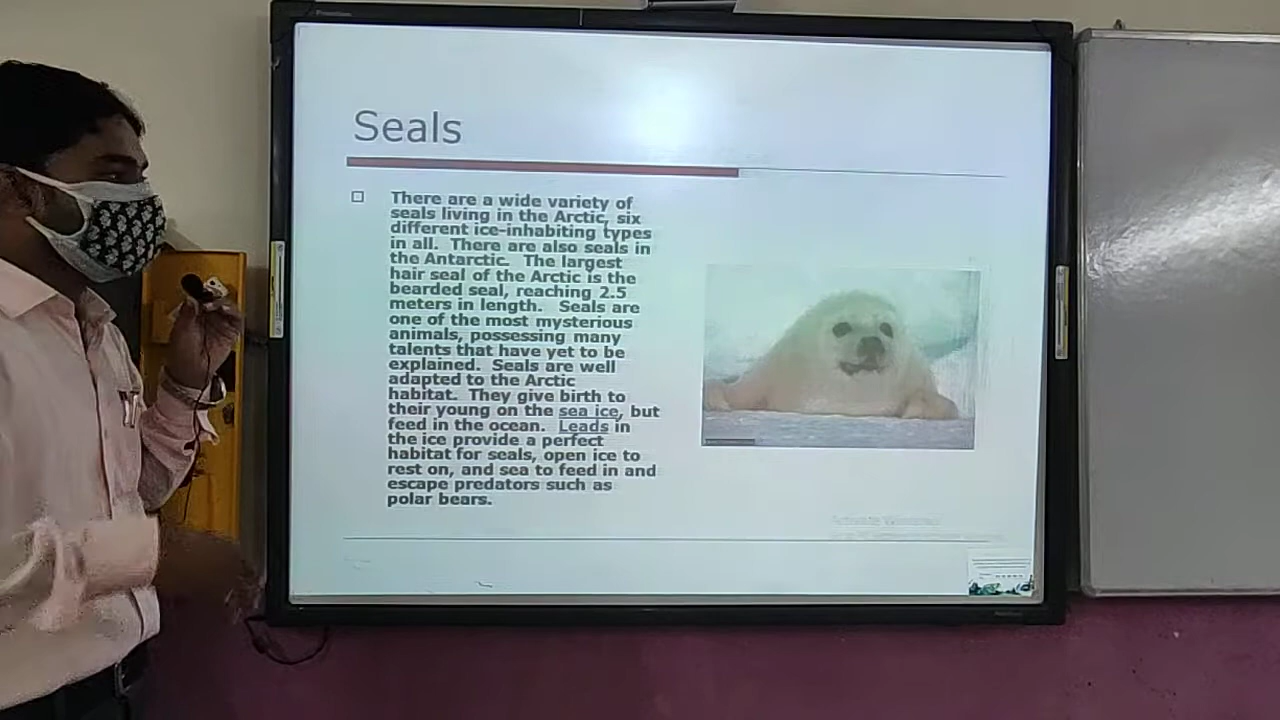 Seals
There are a wide variety of
seals living in the Arctic, six
different ice-inhabiting types
in all. There are also seals in
the Antarctic. The largest
hair seal of the Arctic is the
bearded seal, reaching 2.5
meters in length. Seals are
one of the most mysterious
animals, possessing many
talents that have yet to be
explained. Seals are well
adapted to the Arctic
habitat. They give birth to
their young on the sea ice, but
feed in the ocean. Leads in
the ice provide a perfect
habitat for seals, open ice to
rest on, and sea to feed in and
escape predators such as
polar bears.
Activate Windows